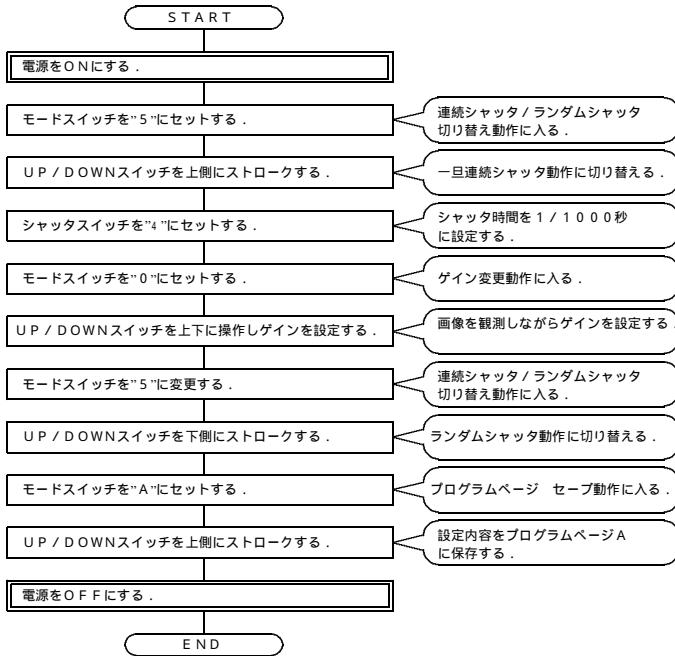 ＳＴＡＲＴ
電源をＯＮにする．
モードスイッチを”５”にセットする．
連続シャッタ／ランダムシャッタ
切り替え動作に入る．
ＵＰ／ＤＯＷＮスイッチを上側にストロークする．
一旦連続シャッタ動作に切り替える．
シャッタスイッチを”4 ”にセットする．
シャッタ時間を１／１０００秒
に設定する．
モードスイッチを”０”にセットする．
ゲイン変更動作に入る．
ＵＰ／ＤＯＷＮスイッチを上下に操作しゲインを設定する．
画像を観測しながらゲインを設定する．
モードスイッチを”５”に変更する．
連続シャッタ／ランダムシャッタ
切り替え動作に入る．
ＵＰ／ＤＯＷＮスイッチを下側にストロークする．
ランダムシャッタ動作に切り替える．
モードスイッチを”Ａ”にセットする．
プログラムページ　セーブ動作に入る．
ＵＰ／ＤＯＷＮスイッチを上側にストロークする．
設定内容をプログラムページＡ
に保存する．
電源をＯＦＦにする．
ＥＮＤ